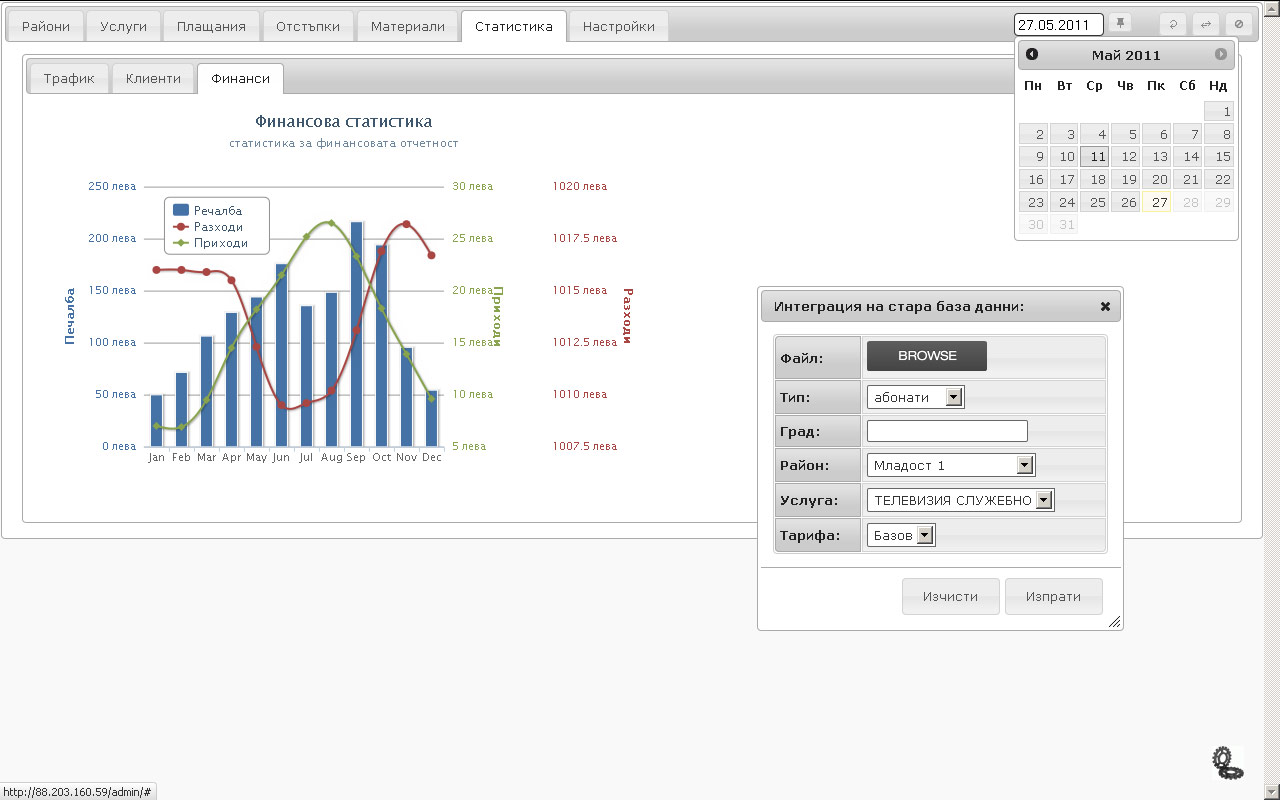 Райони Услуги Плащания Отстъпки Материали Статистика Настройки 27.05.2011
Трафик Клиенти Финанси
Май 2011
Пн Вт Ср Чв Пк Сб Нд
1
2 3 4 5 6 7 8
9 10 11 12 13 14 15
16 17 18 19 20 21 22
23 24 25 26 27 28 29
30 31
Финансова статистика
статистика за финансовата отчетност
250 лева
200 лева
150 лева
100 лева
50 лева
0 лева
Печалба
Речалба
Разходи
Приходи
Jan Feb Mar Apr May Jun Jul Aug Sep Oct Nov Dec
30 лева
25 лева
20 лева
15 лева
10 лева
5 лева
Приходи
1020 лева
1017.5 лева
1015 лева
1012.5 лева
1010 лева
1007.5 лева
Разходи
Интеграция на стара база данни:
Файл: BROWSE
Тип: абонати
Град:
Район: Младост 1
Услуга: ТЕЛЕВИЗИЯ СЛУЖЕБНО
Тарифа: Базов
Изчисти Изпрати
http://88.203.160.59/admin/#